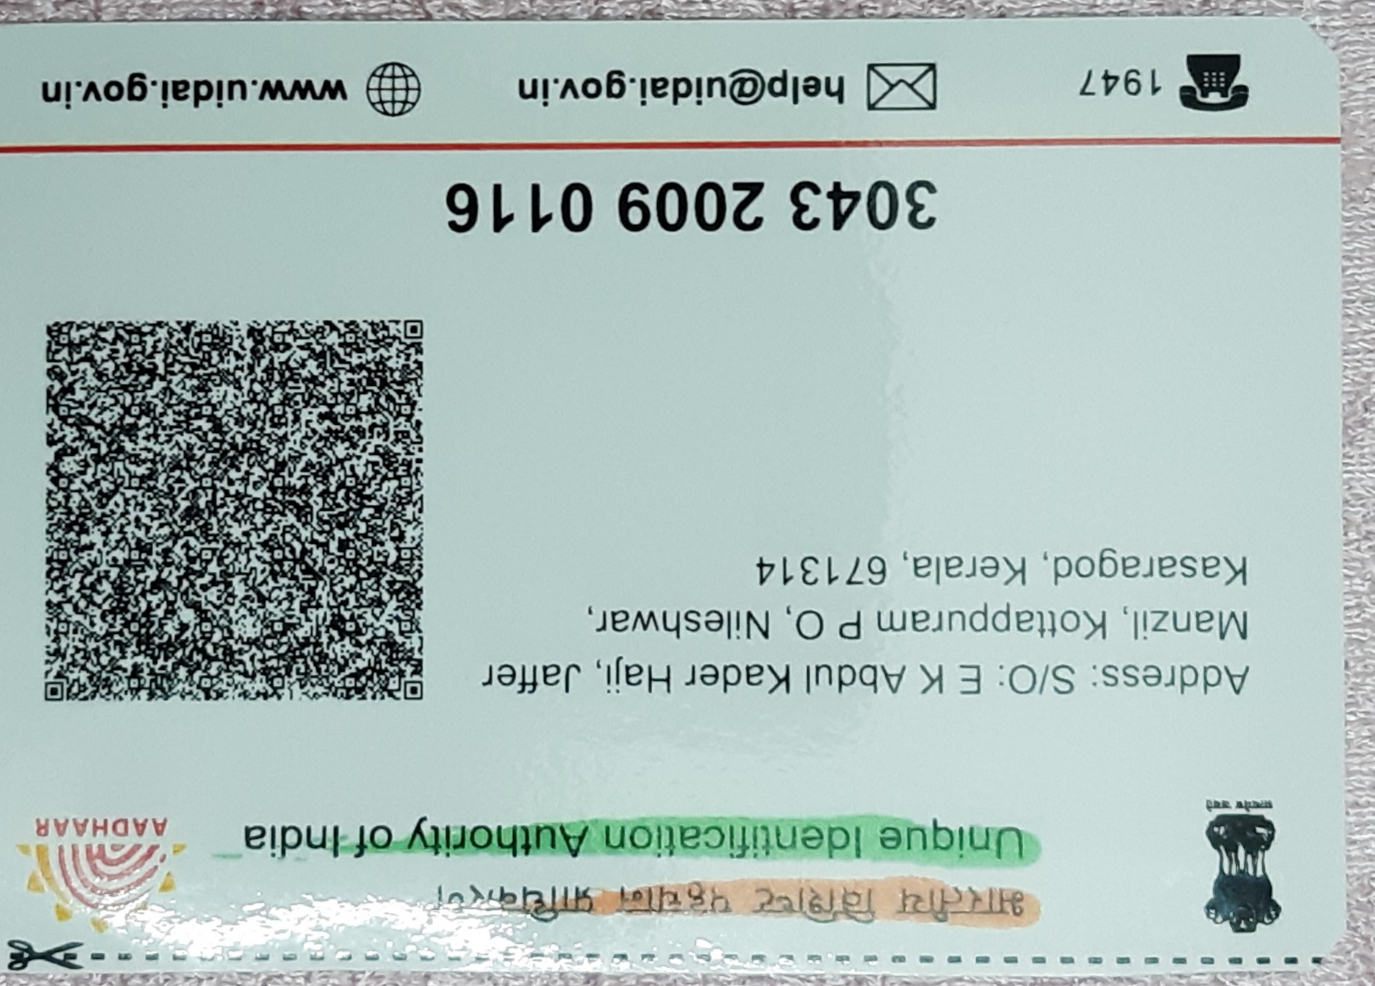 भारतीय विशिष्ट पहचान प्राधिकरण
Unique Identification Authority of India
AADHAAR
सत्यमेव जयते
Address: S/O: E K Abdul Kader Haji, Jaffer
Manzil, Kottappuram P O, Nileshwar,
Kasaragod, Kerala, 671314
3043 2009 0116
1947
help@uidai.gov.in
www.uidai.gov.in